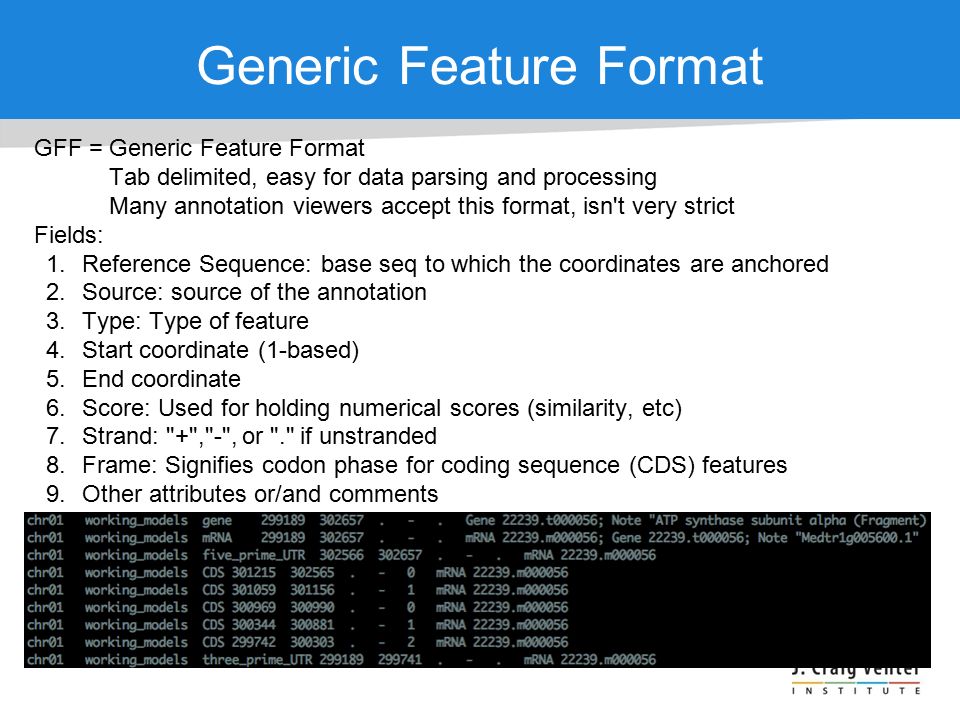 Generic Feature Format
GFF = Generic Feature Format
Tab delimited, easy for data parsing and processing
Many annotation viewers accept this format, isn't very strict
Fields:
1. Reference Sequence: base seq to which the coordinates are anchored
2. Source: source of the annotation
3. Type: Type of feature
4. Start coordinate (1-based)
5. End coordinate
6. Score: Used for holding numerical scores (similarity, etc)
7. Strand: "+","-", or "." if unstranded
8. Frame: Signifies codon phase for coding sequence (CDS) features
9. Other attributes or/and comments
chr01 working_models gene 299189 302657 . - . Gene 22239.t000056; Note "ATP synthase subunit alpha (Fragment)
chr01 working_models mRNA 299189 302657 . - . mRNA 22239.m000056; Gene 22239.t000056; Note "Medtr1g005600.1"
chr01 working_models five_prime_UTR 302566 302657 . - . mRNA 22239.m000056
chr01 working_models CDS 301215 302565 . - 0 mRNA 22239.m000056
chr01 working_models CDS 301059 301156 . - 1 mRNA 22239.m000056
chr01 working_models CDS 300969 300990 . - 0 mRNA 22239.m000056
chr01 working_models CDS 300344 300881 . - 1 mRNA 22239.m000056
chr01 working_models CDS 299742 300303 . - 2 mRNA 22239.m000056
chr01 working_models three_prime_UTR 299189 299741 . - . mRNA 22239.m000056
J. Craig Venter
INSTITUTE